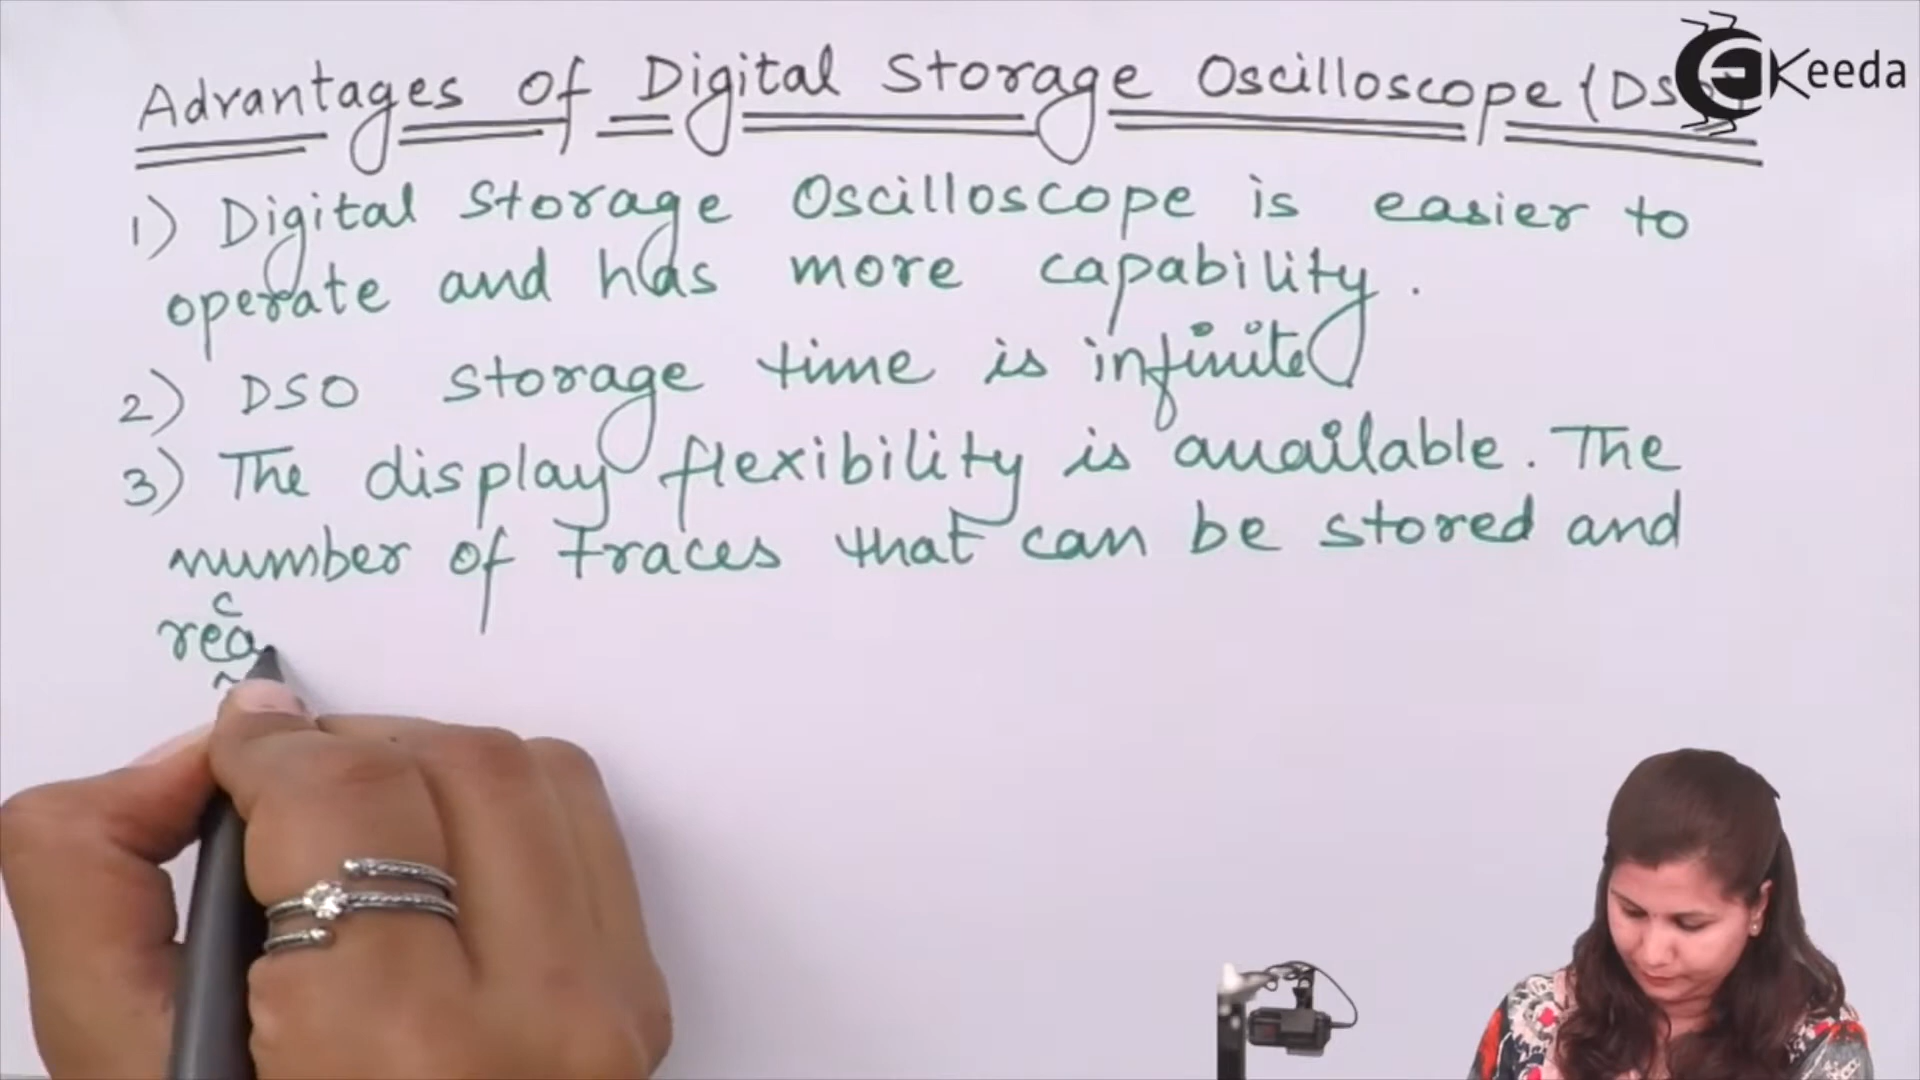 Advantages of Digital Storage Oscilloscope (DSO)
Keeda
1) Digital Storage Oscilloscope is easier to
operate and has more capability.
2) DSO storage time is infinite
3) The display flexibility is available. The
number of Traces that can be stored and